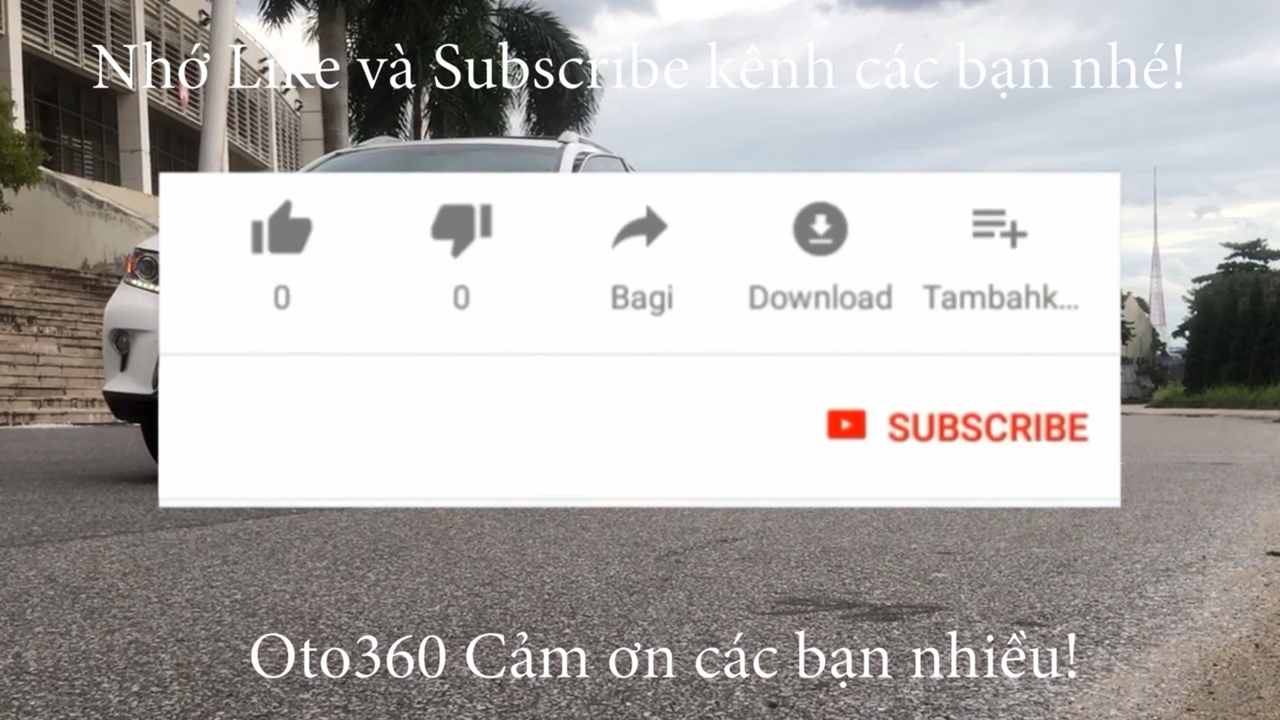 Nhớ Like và Subscribe kênh các bạn nhé!
0 0 Bagi Download Tambahk...
SUBSCRIBE
Oto360 Cảm ơn các bạn nhiều!